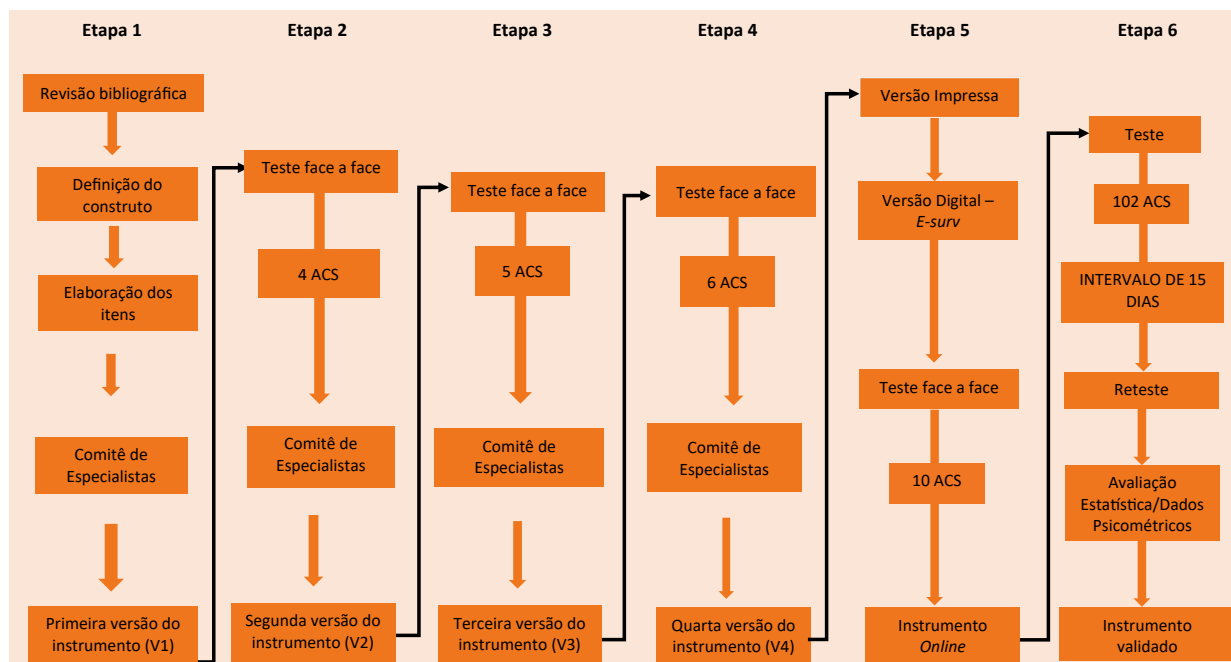 Etapa 1
Revisão bibliográfica
Definição do
construto
Elaboração dos
itens
Comitê de
Especialistas
Primeira versão do
instrumento (V1)
Etapa 2
Teste face a face
4 ACS
Comitê de
Especialistas
Segunda versão do
instrumento (V2)
Etapa 3
Teste face a face
5 ACS
Comitê de
Especialistas
Terceira versão do
instrumento (V3)
Etapa 4
Teste face a face
6 ACS
Comitê de
Especialistas
Quarta versão do
instrumento (V4)
Etapa 5
Versão Impressa
Versão Digital –
E-surv
Teste face a face
10 ACS
Instrumento
Online
Etapa 6
Teste
102 ACS
INTERVALO DE 15
DIAS
Reteste
Avaliação
Estatística/Dados
Psicométricos
Instrumento
validado